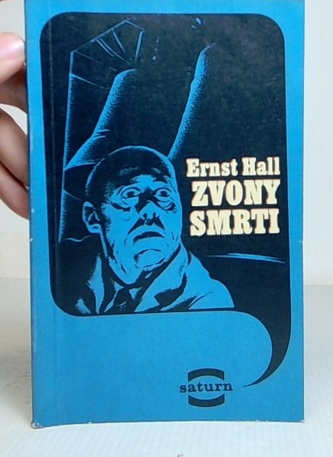 Ernst Hall
ZVONY
SMRTI
saturn